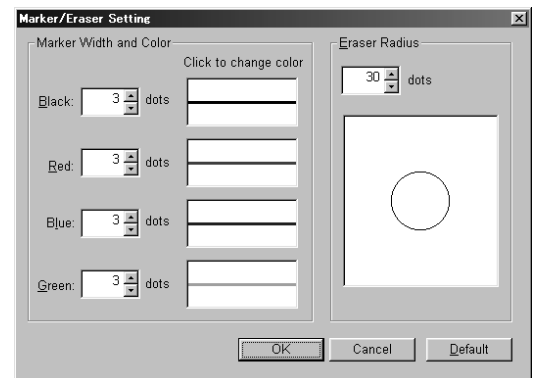 Marker/Eraser Setting
Marker Width and Color
Click to change color
Black: 3 dots
Red: 3 dots
Blue: 3 dots
Green: 3 dots
Eraser Radius
30 dots
OK Cancel Default